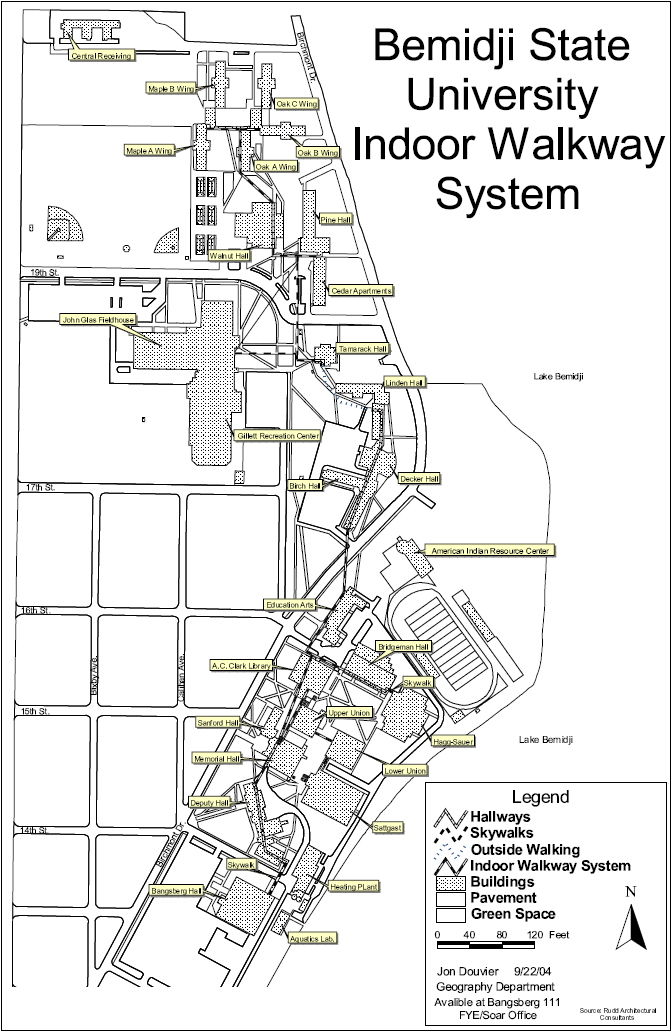 Bemidji State
University
Indoor Walkway
System
Birchmont Dr.
Central Receiving
Maple B Wing
Oak C Wing
Maple A Wing
Oak B Wing
Oak A Wing
Pine Hall
Walnut Hall
19th St.
Cedar Apartments
John Glas Fieldhouse
Tamarack Hall
Lake Bemidji
Linden Hall
Gillett Recreation Center
Decker Hall
Birch Hall
17th St.
American Indian Resource Center
Education Arts
16th St.
Bridgeman Hall
A.C. Clark Library
Skywalk
15th St.
Upper Union
Sanford Hall
Hagg-Sauer
Lake Bemidji
Memorial Hall
Lower Union
Deputy Hall
Sattgast
14th St.
Birchmont Dr.
Skywalk
Heating PLant
Bangsberg Hall
Aquatics Lab.
Legend
Hallways
Skywalks
Outside Walking
Indoor Walkway System
Buildings
Pavement
Green Space
N
0 40 80 120 Feet
Jon Douvier 9/22/04
Geography Department
Avalible at Bangsberg 111
FYE/Soar Office
Source: Rudd Architectural
Consultants